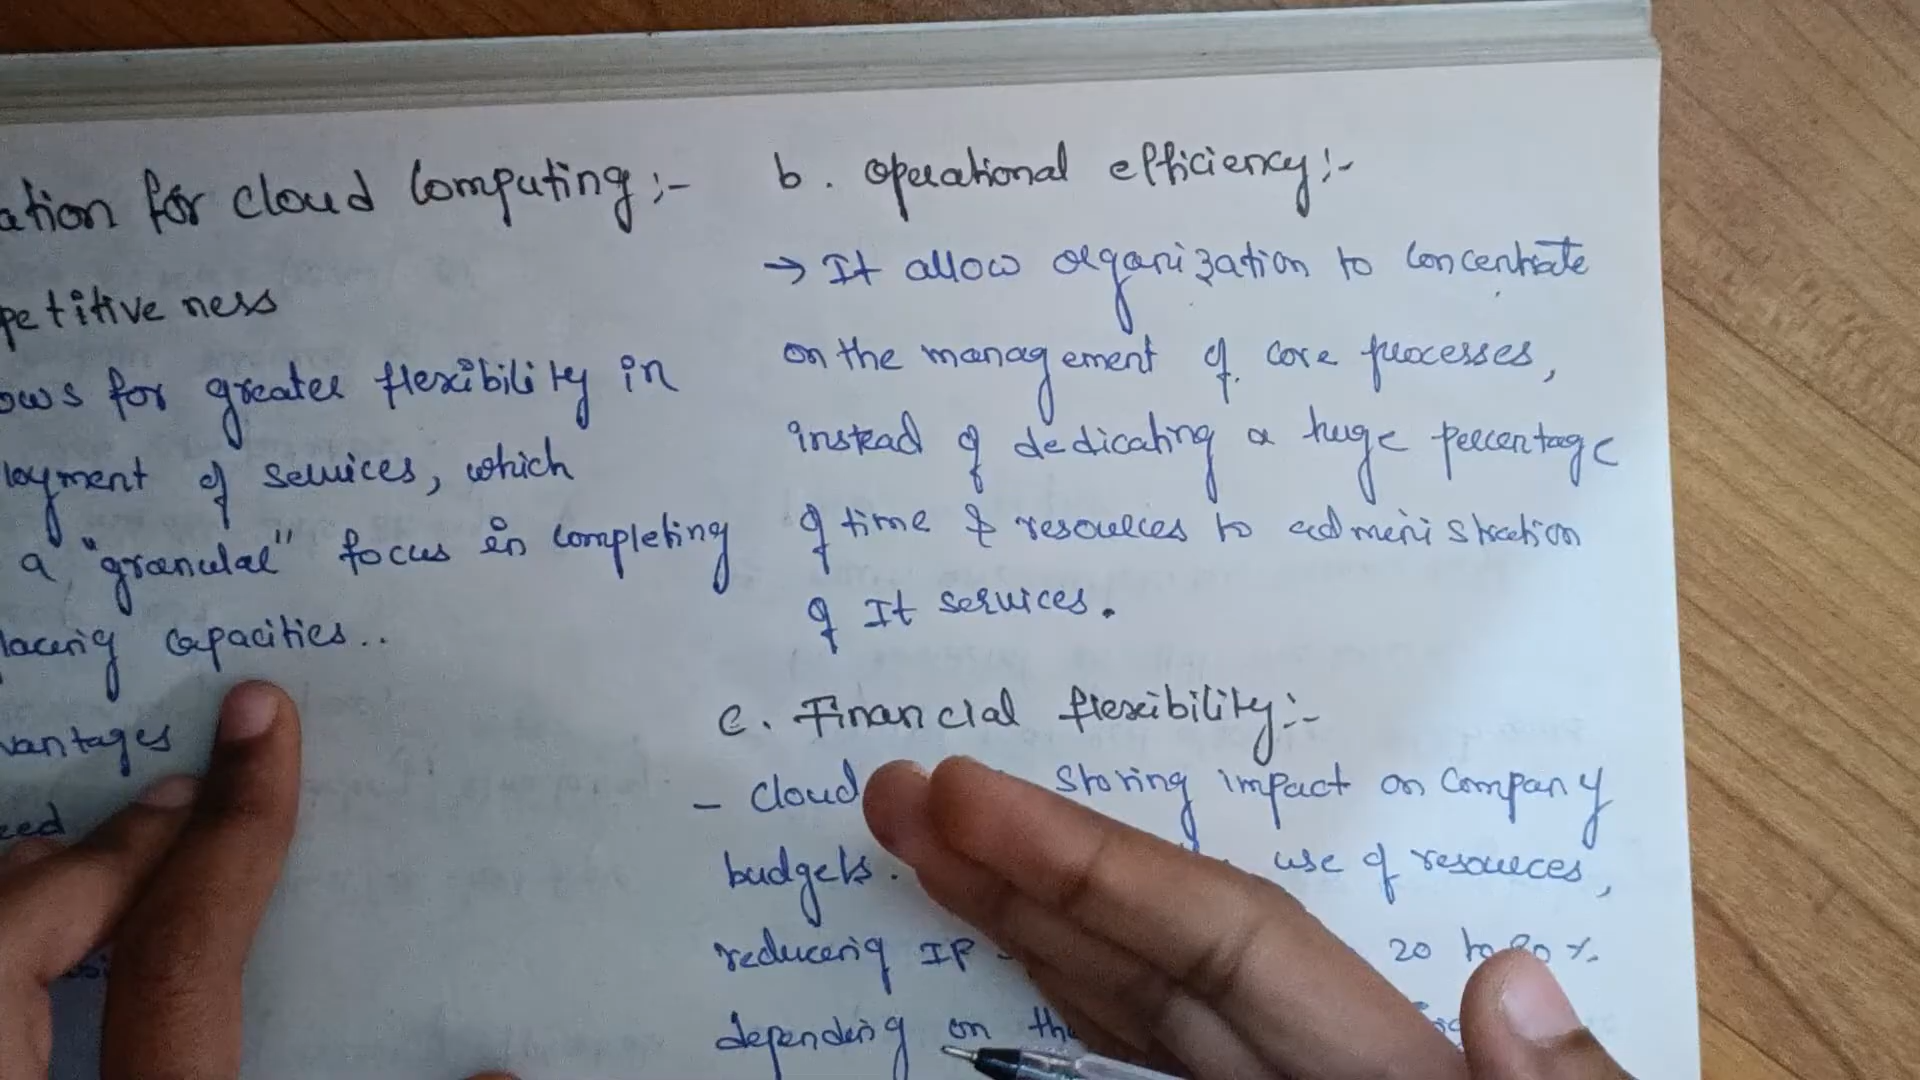 ation for cloud Computing :-
petitive ness
ows for greater flexibility in
loyment of services, which
a "granular" focus in completing
lacing capacities..
vantages
b. Operational efficiency :-
→ It allow organization to concentrate
on the management of core processes,
instead of dedicating a huge percentage
of time & resources to administration
of It services.
c. Financial flexibility :-
- cloud storing impact on Company
budgets. use of resources,
reducing IP 20 to
depending on the